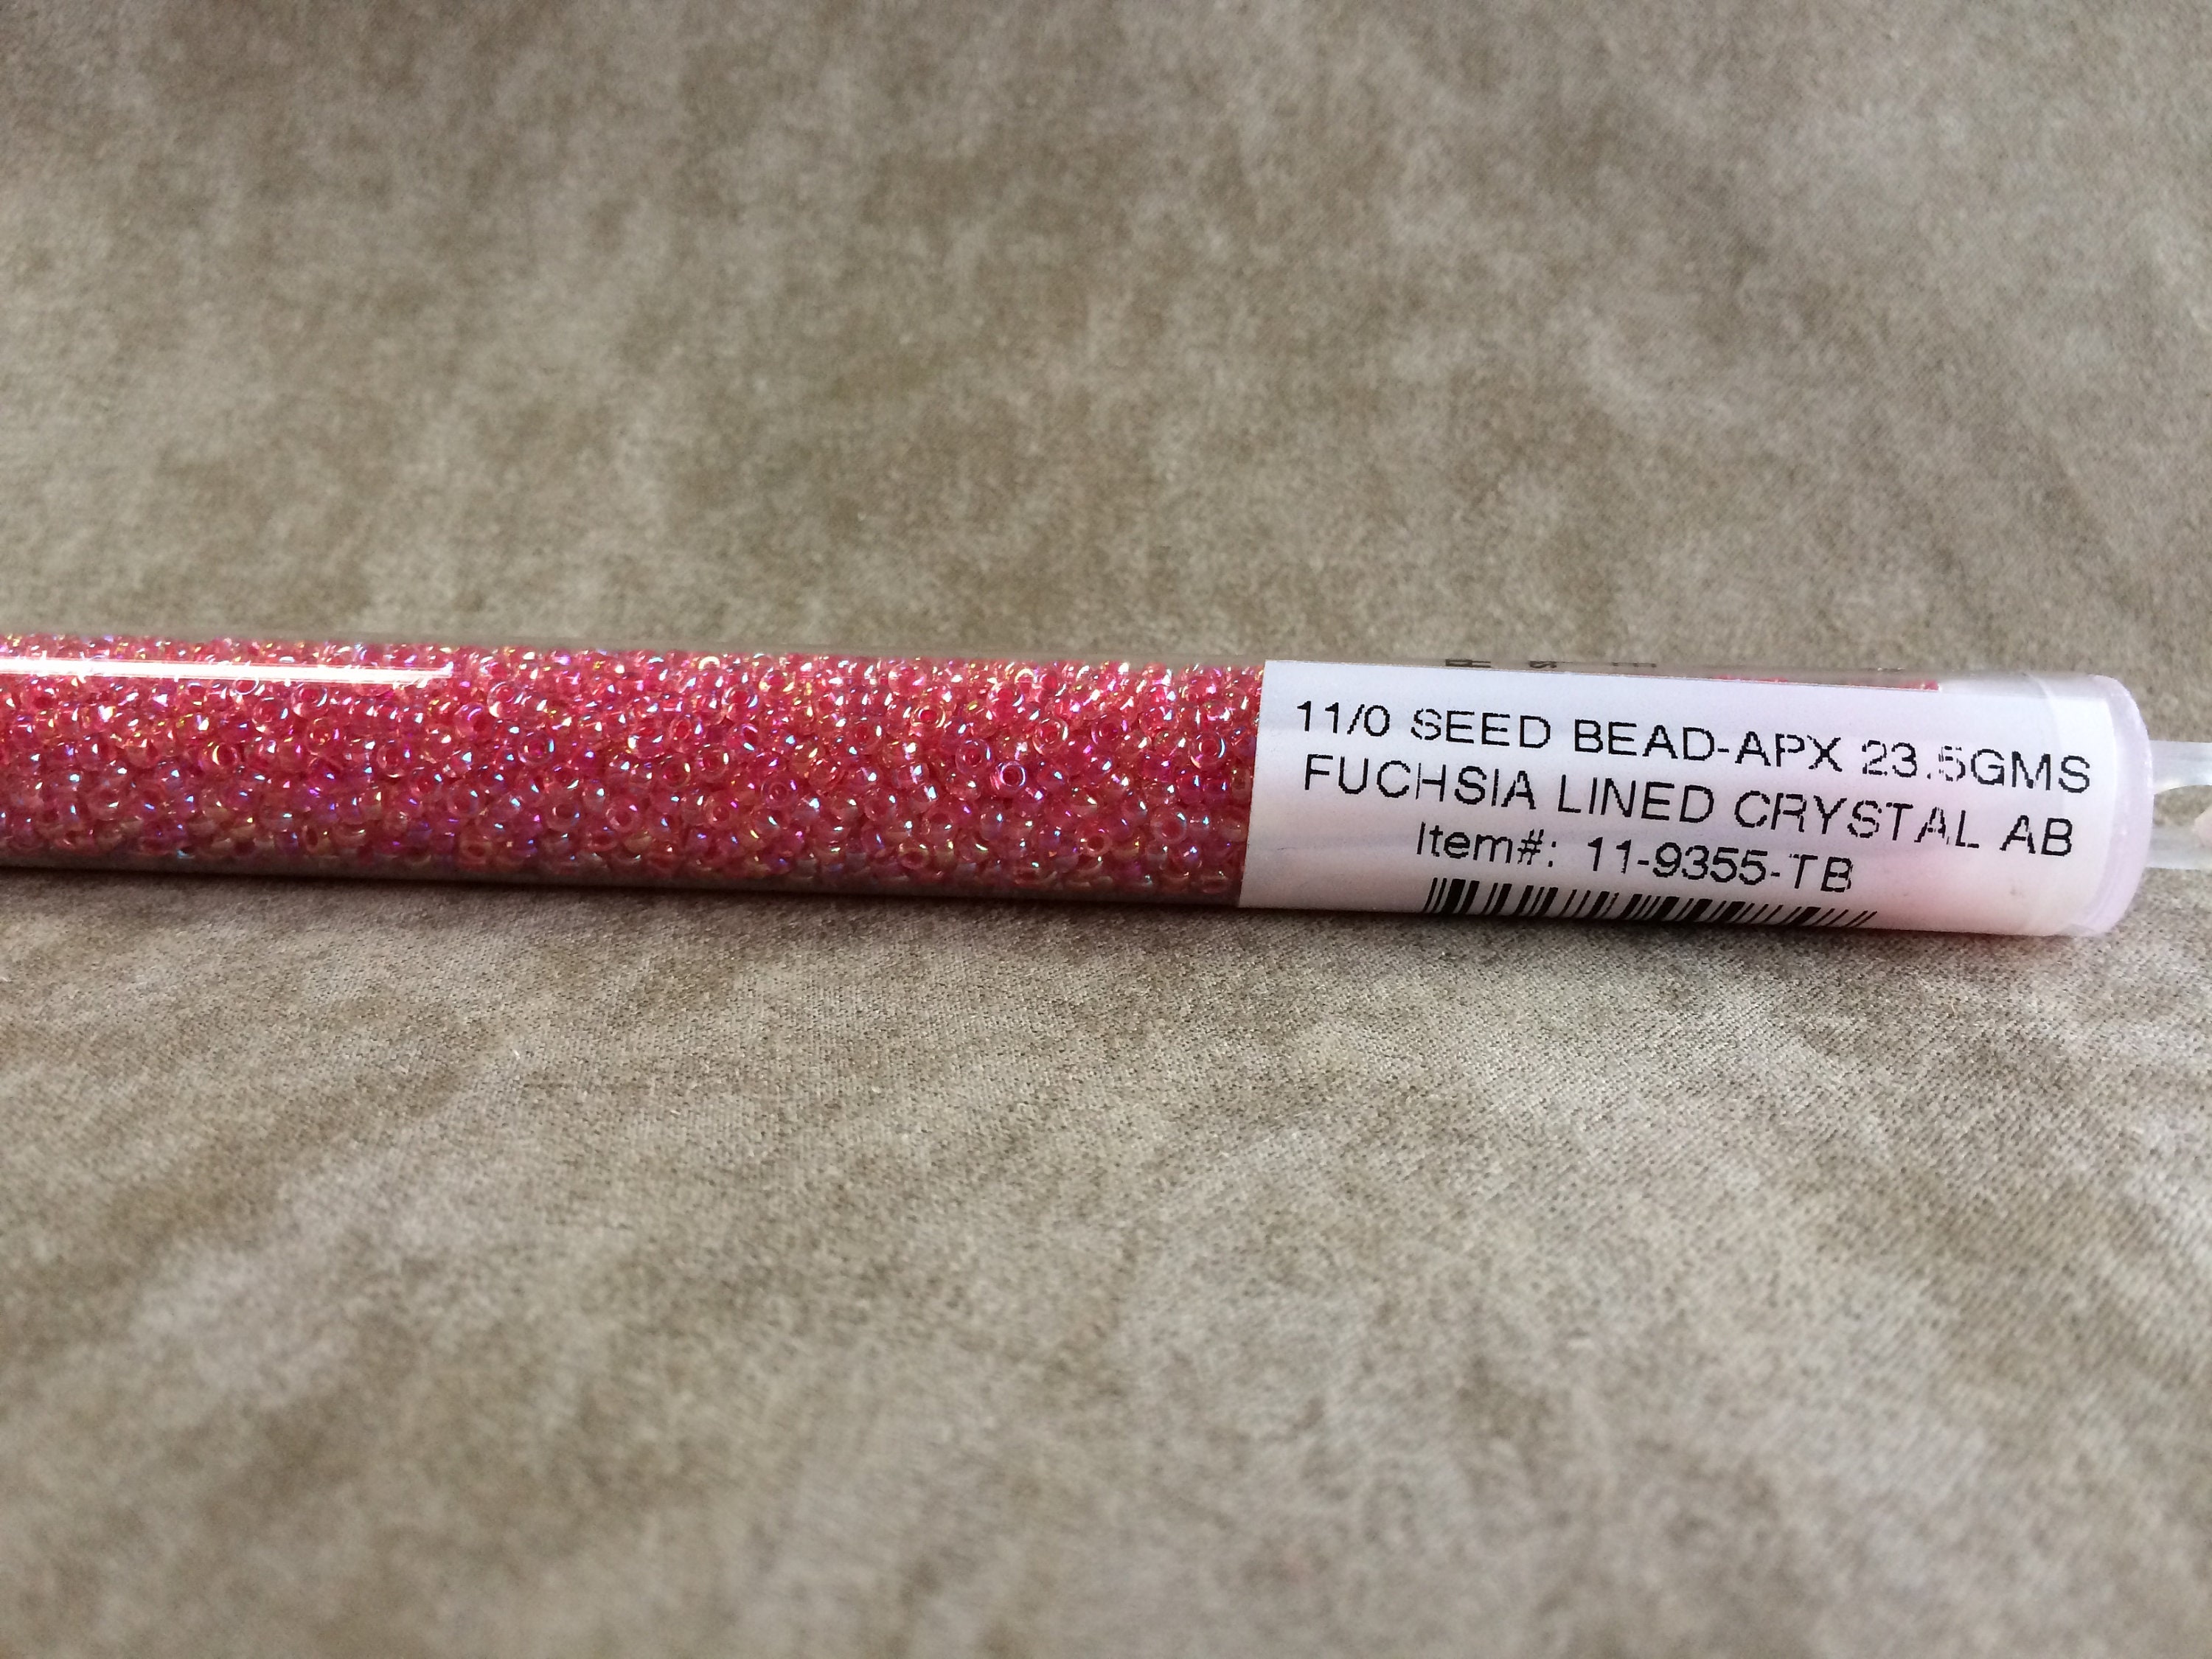 11/0 SEED BEAD-APX 23.5GMS
FUCHSIA LINED CRYSTAL AB
Item#: 11-9355-TB